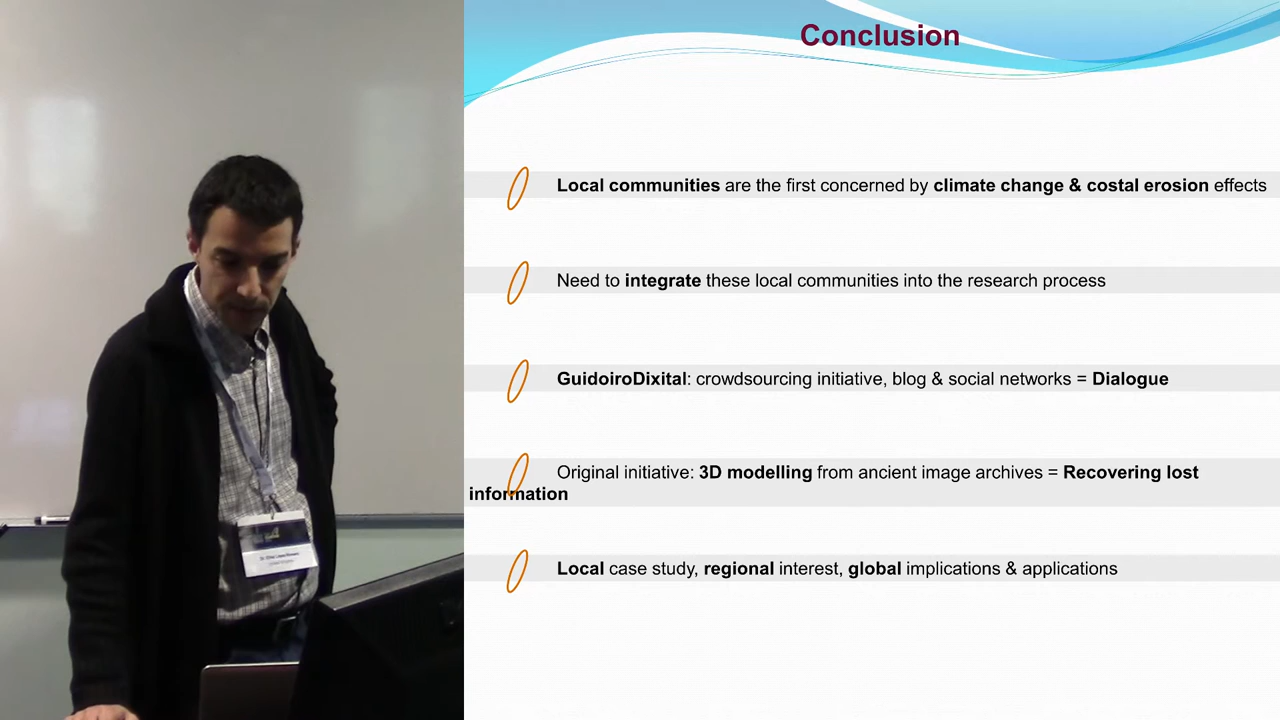 Conclusion
Local communities are the first concerned by climate change & costal erosion effects
Need to integrate these local communities into the research process
GuidoiroDixital: crowdsourcing initiative, blog & social networks = Dialogue
Original initiative: 3D modelling from ancient image archives = Recovering lost
information
Local case study, regional interest, global implications & applications